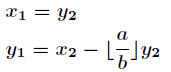 x₁ = y₂
y₁ = x₂ − ⌊a/b⌋y₂